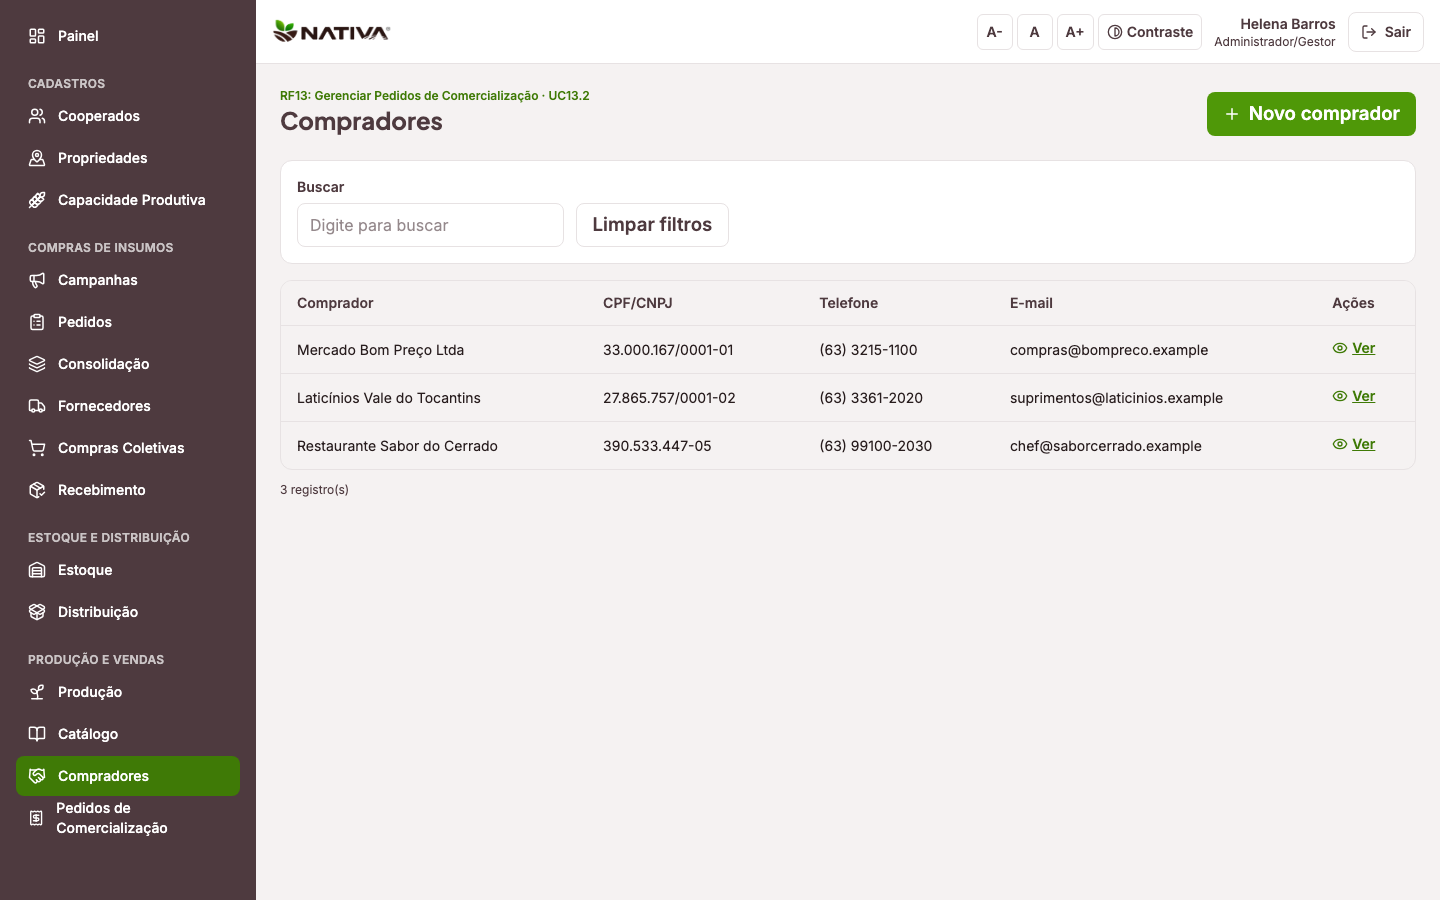 Painel
CADASTROS
Cooperados
Propriedades
Capacidade Produtiva
COMPRAS DE INSUMOS
Campanhas
Pedidos
Consolidação
Fornecedores
Compras Coletivas
Recebimento
ESTOQUE E DISTRIBUIÇÃO
Estoque
Distribuição
PRODUÇÃO E VENDAS
Produção
Catálogo
Compradores
Pedidos de
Comercialização
NATIVA
A- A A+ Contraste
Helena Barros
Administrador/Gestor
Sair
RF13: Gerenciar Pedidos de Comercialização · UC13.2
Compradores
+ Novo comprador
Buscar
Digite para buscar
Limpar filtros
Comprador CPF/CNPJ Telefone E-mail Ações
Mercado Bom Preço Ltda 33.000.167/0001-01 (63) 3215-1100 compras@bompreco.example Ver
Laticínios Vale do Tocantins 27.865.757/0001-02 (63) 3361-2020 suprimentos@laticinios.example Ver
Restaurante Sabor do Cerrado 390.533.447-05 (63) 99100-2030 chef@saborcerrado.example Ver
3 registro(s)